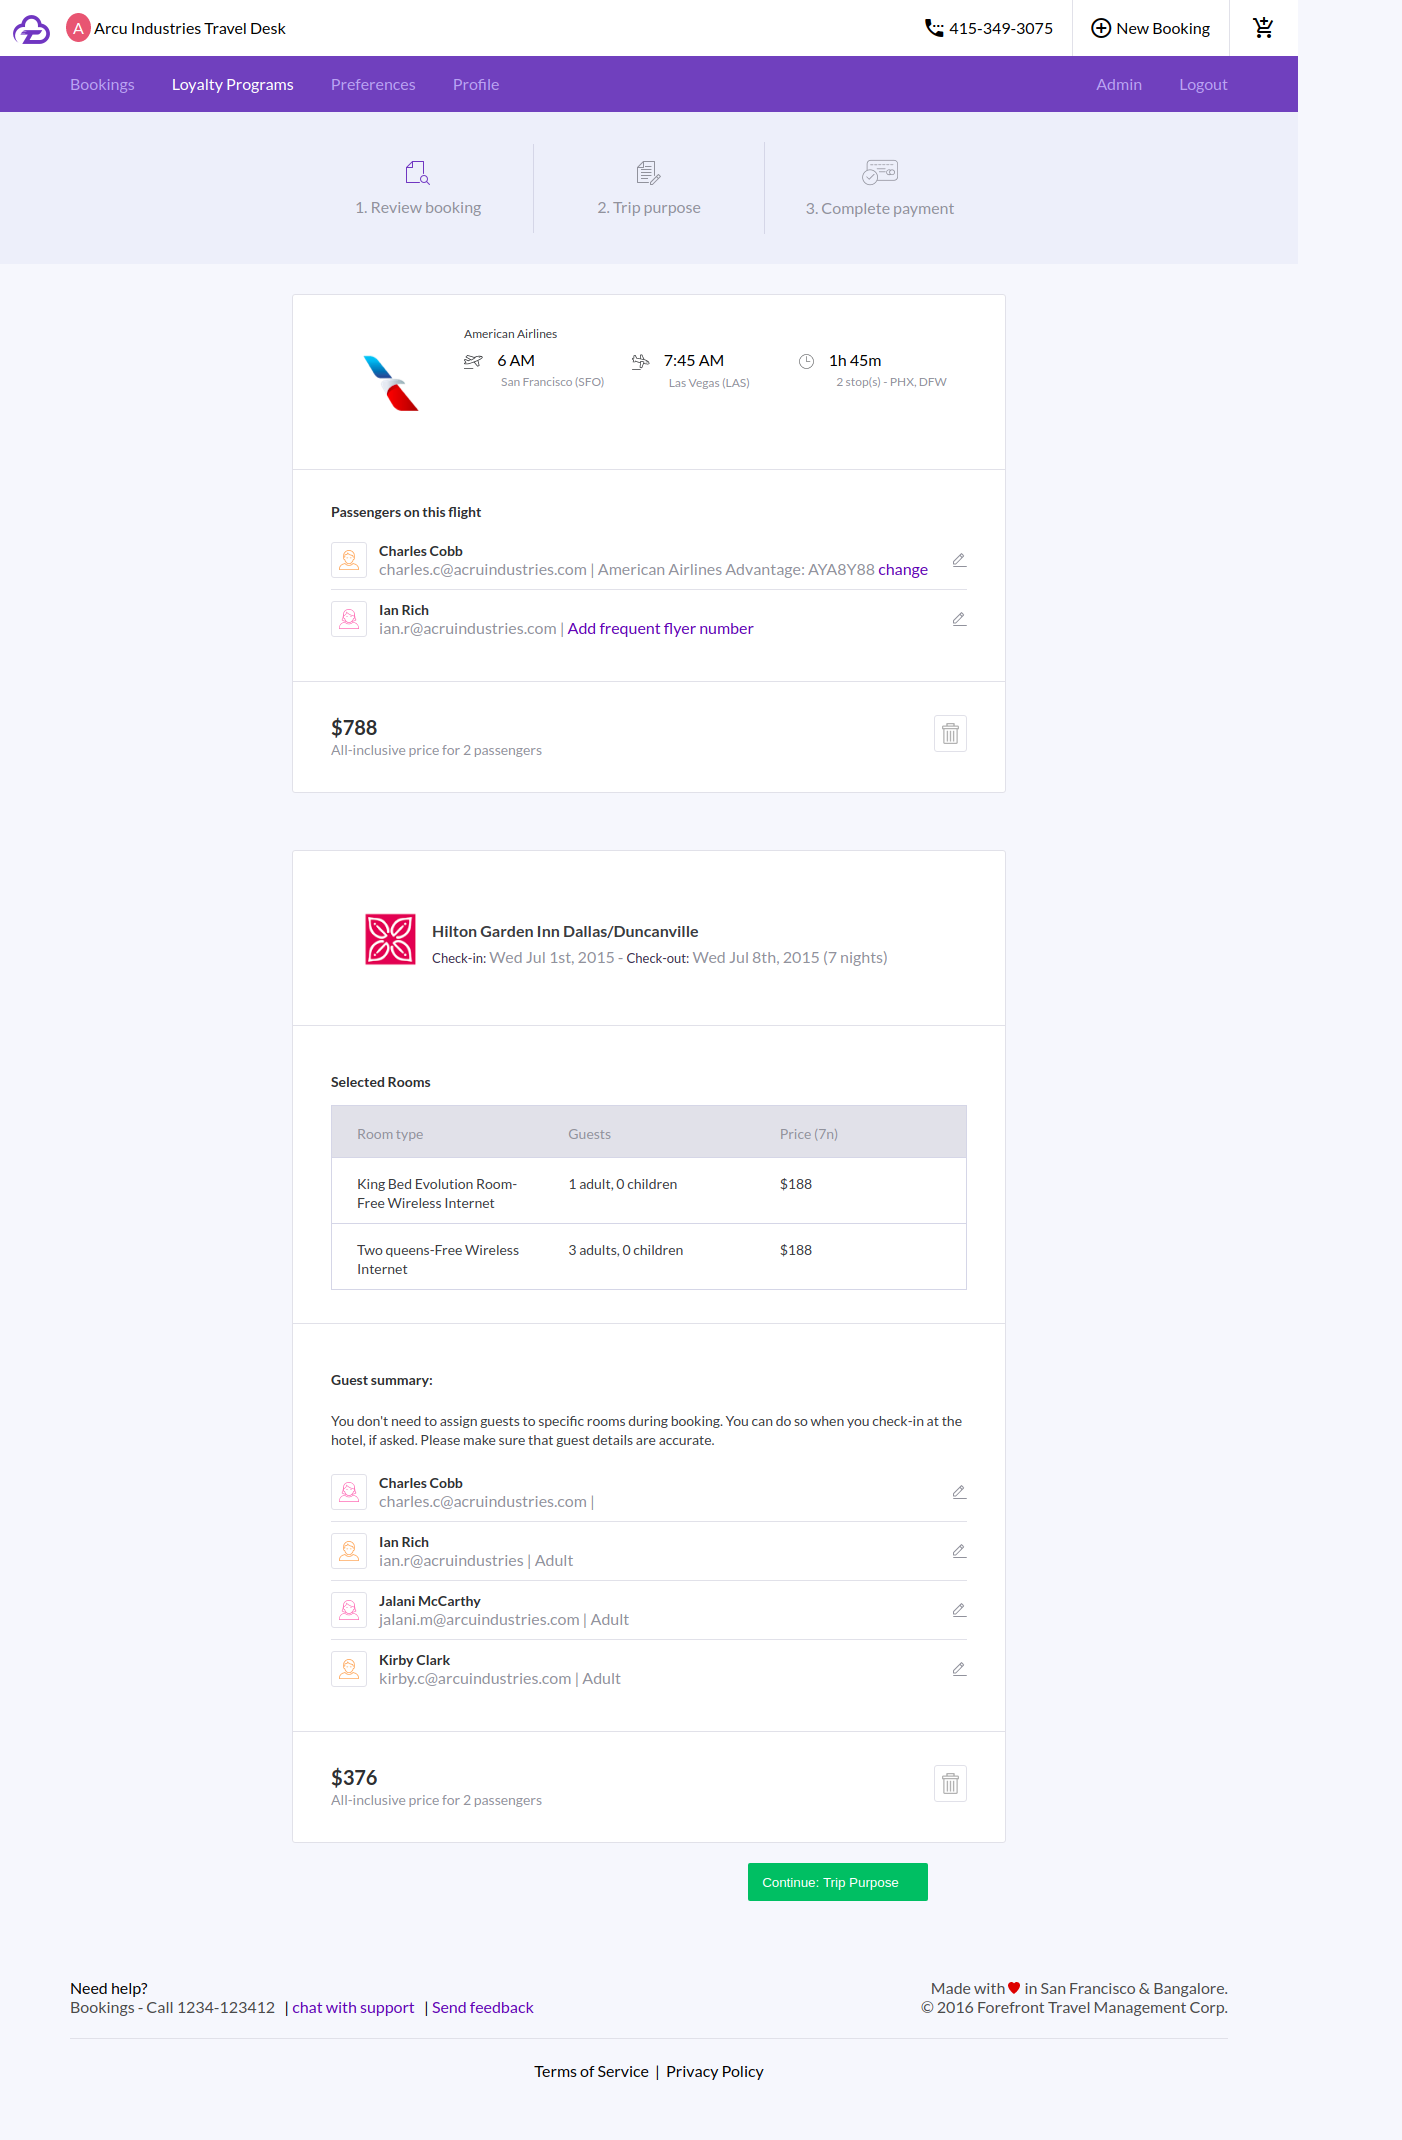 A Arcu Industries Travel Desk
415-349-3075
New Booking
Bookings Loyalty Programs Preferences Profile Admin Logout
1. Review booking
2. Trip purpose
3. Complete payment
American Airlines
6 AM 7:45 AM 1h 45m
San Francisco (SFO) Las Vegas (LAS) 2 stop(s) - PHX, DFW
Passengers on this flight
Charles Cobb
charles.c@acruindustries.com | American Airlines Advantage: AYA8Y88 change
Ian Rich
ian.r@acruindustries.com | Add frequent flyer number
$788
All-inclusive price for 2 passengers
Hilton Garden Inn Dallas/Duncanville
Check-in: Wed Jul 1st, 2015 - Check-out: Wed Jul 8th, 2015 (7 nights)
Selected Rooms
Room type Guests Price (7n)
King Bed Evolution Room- 1 adult, 0 children $188
Free Wireless Internet
Two queens-Free Wireless 3 adults, 0 children $188
Internet
Guest summary:
You don't need to assign guests to specific rooms during booking. You can do so when you check-in at the
hotel, if asked. Please make sure that guest details are accurate.
Charles Cobb
charles.c@acruindustries.com |
Ian Rich
ian.r@acruindustries | Adult
Jalani McCarthy
jalani.m@arcuindustries.com | Adult
Kirby Clark
kirby.c@arcuindustries.com | Adult
$376
All-inclusive price for 2 passengers
Continue: Trip Purpose
Need help?
Bookings - Call 1234-123412 | chat with support | Send feedback
Made with ♥ in San Francisco & Bangalore.
© 2016 Forefront Travel Management Corp.
Terms of Service | Privacy Policy